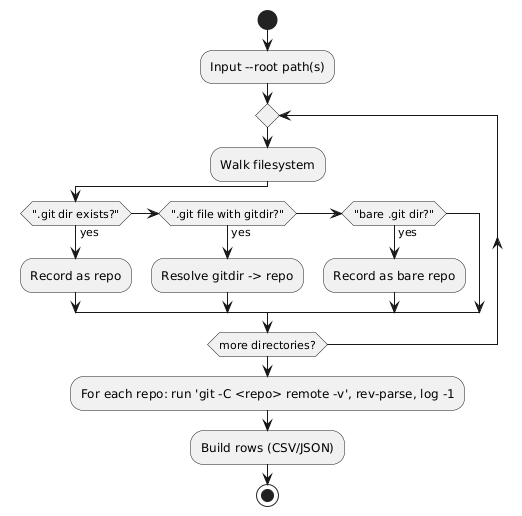 Input --root path(s)
Walk filesystem
".git dir exists?"
yes
Record as repo
".git file with gitdir?"
yes
Resolve gitdir -> repo
"bare .git dir?"
yes
Record as bare repo
more directories?
For each repo: run 'git -C <repo> remote -v', rev-parse, log -1
Build rows (CSV/JSON)